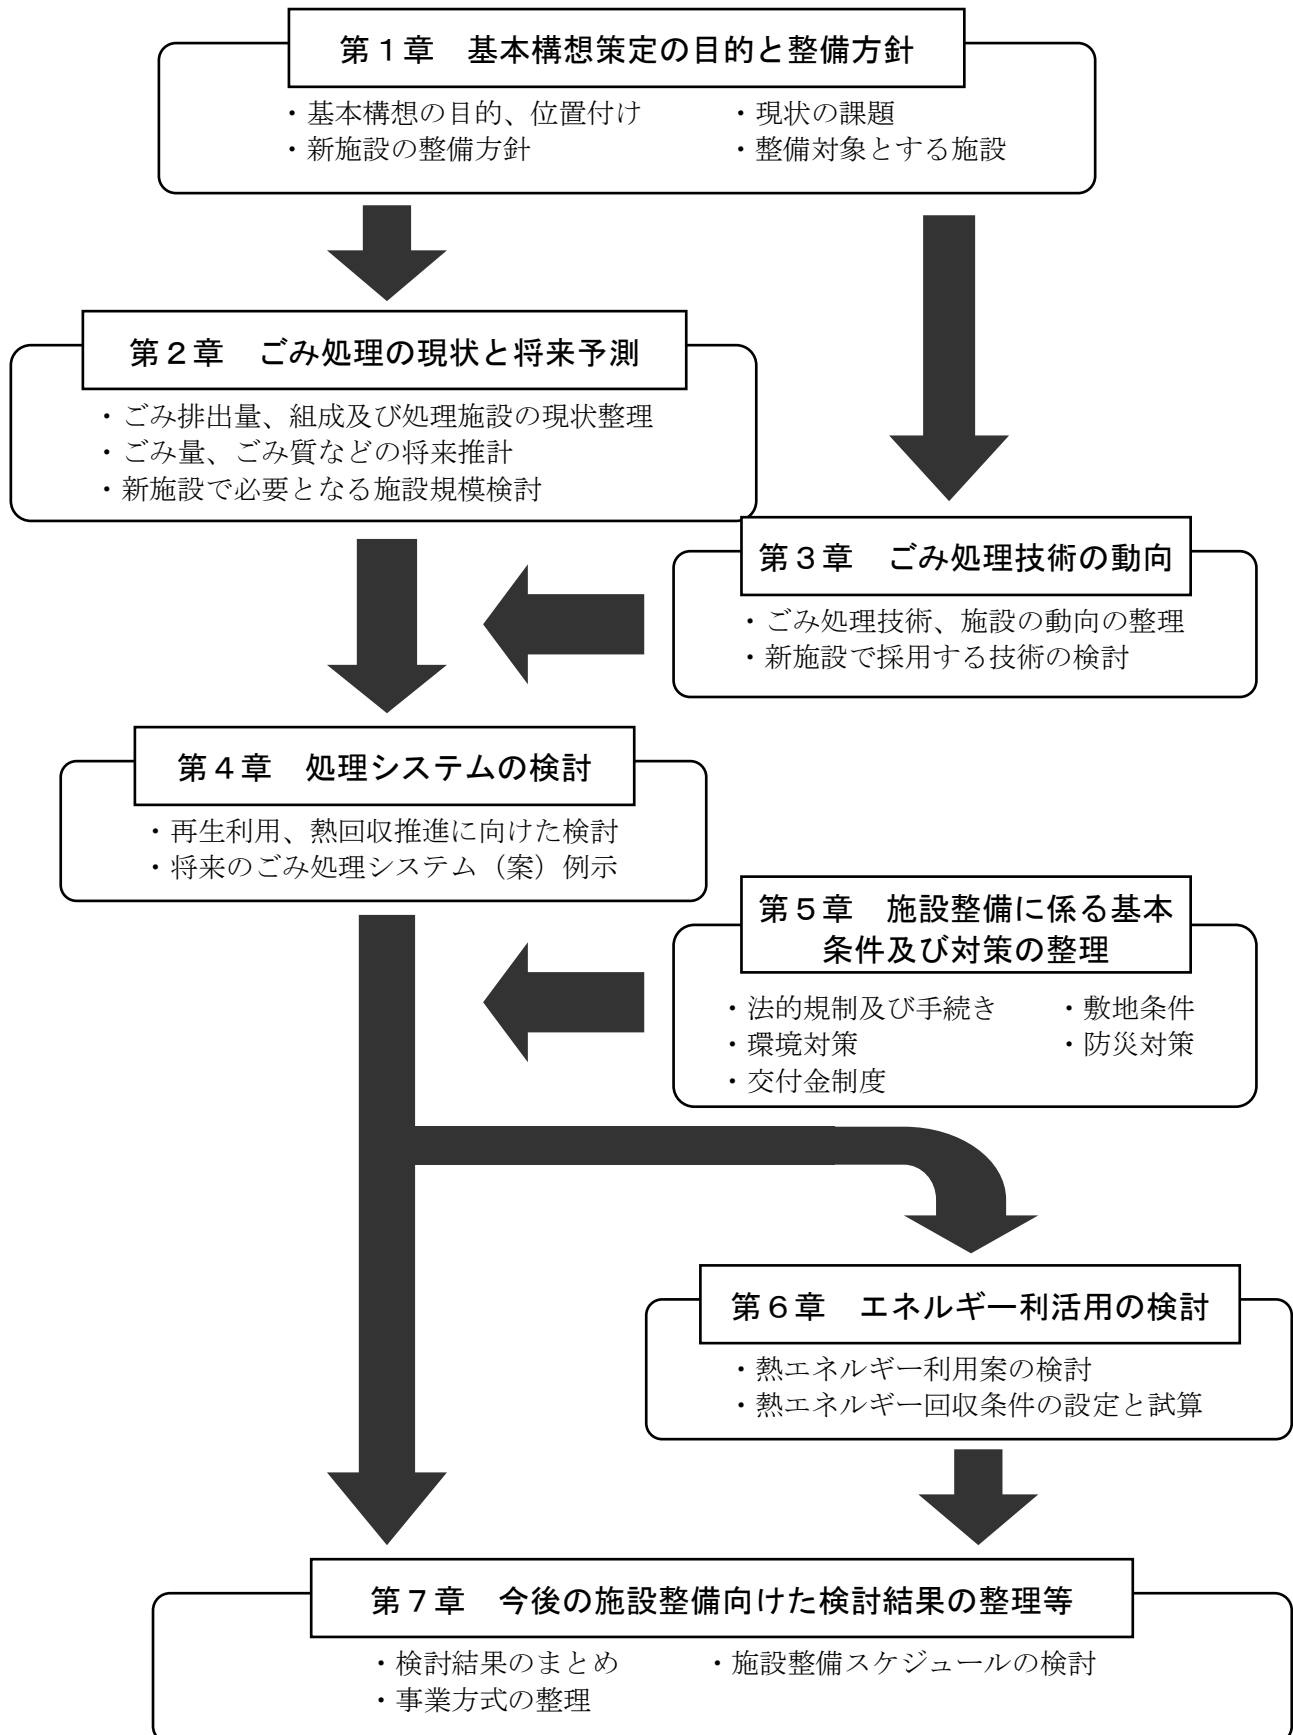 第１章　基本構想策定の目的と整備方針
・基本構想の目的、位置付け　　・現状の課題
・新施設の整備方針　　・整備対象とする施設
第２章　ごみ処理の現状と将来予測
・ごみ排出量、組成及び処理施設の現状整理
・ごみ量、ごみ質などの将来推計
・新施設で必要となる施設規模検討
第３章　ごみ処理技術の動向
・ごみ処理技術、施設の動向の整理
・新施設で採用する技術の検討
第４章　処理システムの検討
・再生利用、熱回収推進に向けた検討
・将来のごみ処理システム（案）例示
第５章　施設整備に係る基本
条件及び対策の整理
・法的規制及び手続き　　・敷地条件
・環境対策　　・防災対策
・交付金制度
第６章　エネルギー利活用の検討
・熱エネルギー利用案の検討
・熱エネルギー回収条件の設定と試算
第７章　今後の施設整備向けた検討結果の整理等
・検討結果のまとめ　　・施設整備スケジュールの検討
・事業方式の整理